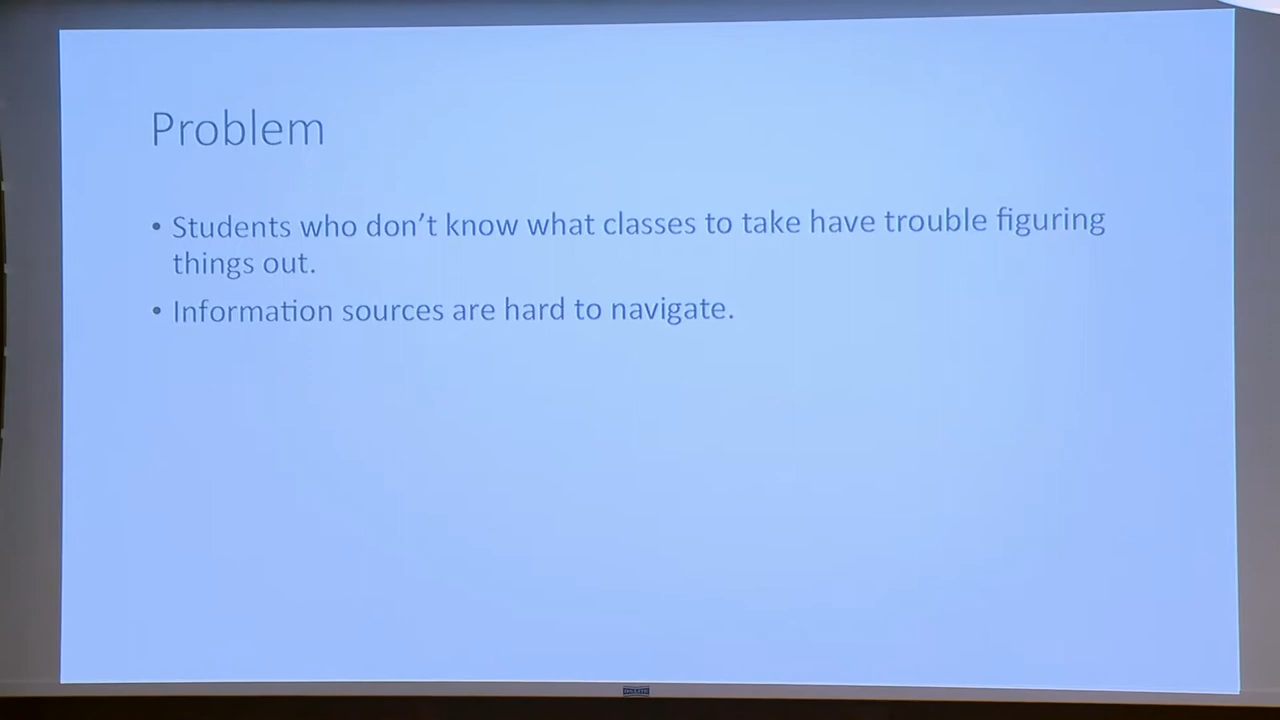 Problem
• Students who don't know what classes to take have trouble figuring
things out.
• Information sources are hard to navigate.